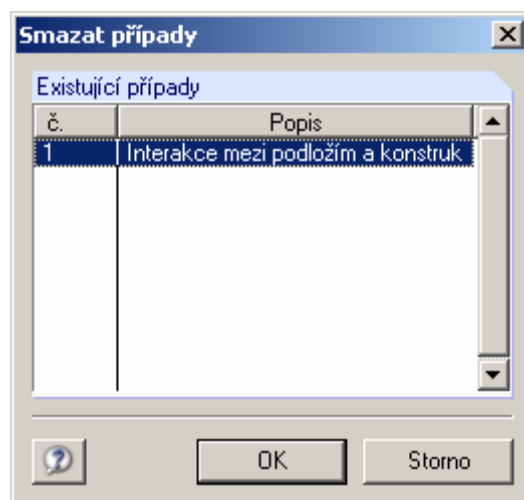 Smazat případy
Existující případy
č. Popis
1 Interakce mezi podložím a konstruk
OK Storno